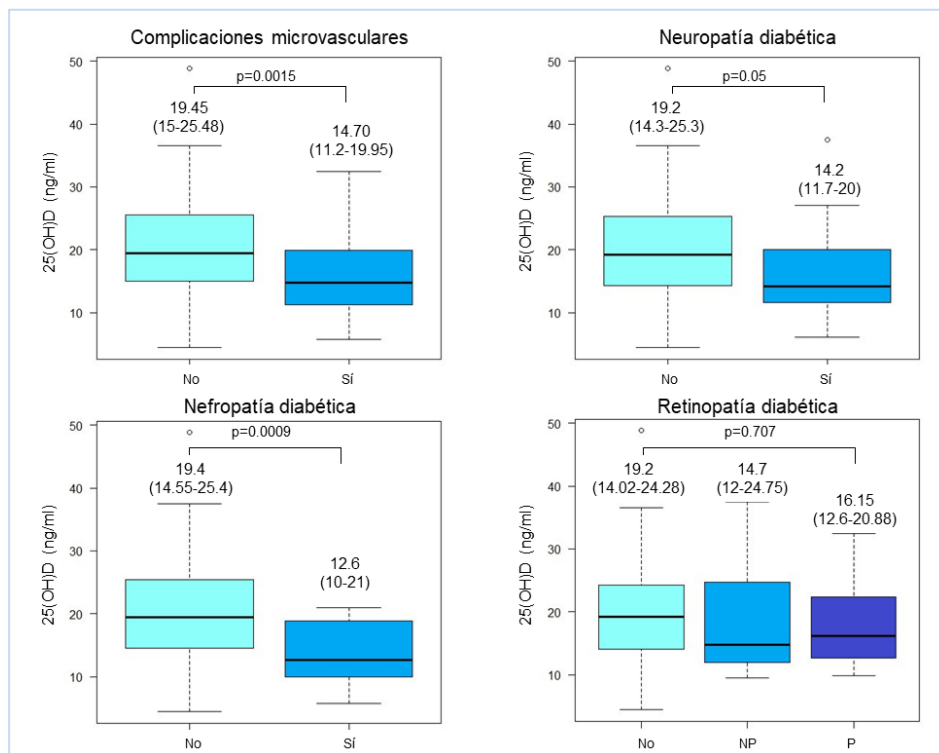 Complicaciones microvasculares
p=0.0015
19.45
(15-25.48)
14.70
(11.2-19.95)
25(OH)D (ng/ml)
50
40
30
20
10
No
Sí
Neuropatía diabética
p=0.05
19.2
(14.3-25.3)
14.2
(11.7-20)
25(OH)D (ng/ml)
50
40
30
20
10
No
Sí
Nefropatía diabética
p=0.0009
19.4
(14.55-25.4)
12.6
(10-21)
25(OH)D (ng/ml)
50
40
30
20
10
No
Sí
Retinopatía diabética
p=0.707
19.2
(14.02-24.28)
14.7
(12-24.75)
16.15
(12.6-20.88)
25(OH)D (ng/ml)
50
40
30
20
10
No
NP
P